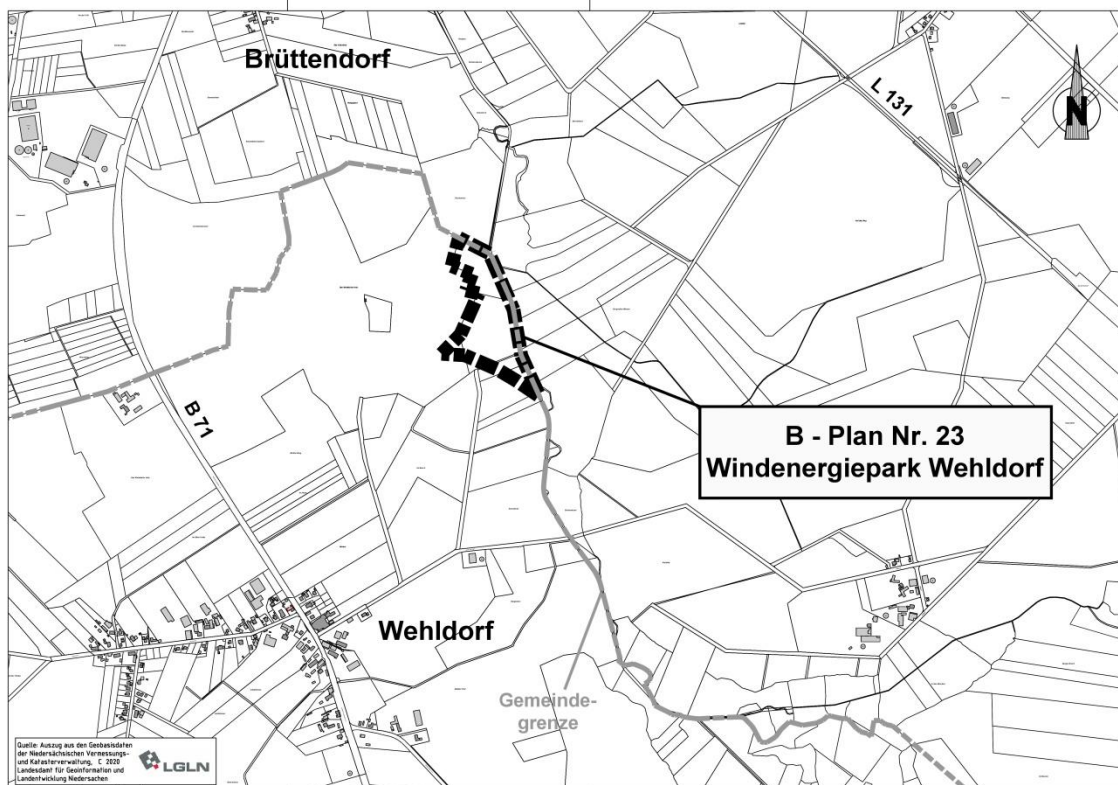 Brüttendorf
L 131
N
B 71
B - Plan Nr. 23
Windenergiepark Wehldorf
Wehldorf
Gemeinde-
grenze
Quelle: Auszug aus den Geobasisdaten
der Niedersächsischen Vermessungs-
und Katasterverwaltung, C 2020
Landesamt für Geoinformation und
Landentwicklung Niedersachen
LGLN